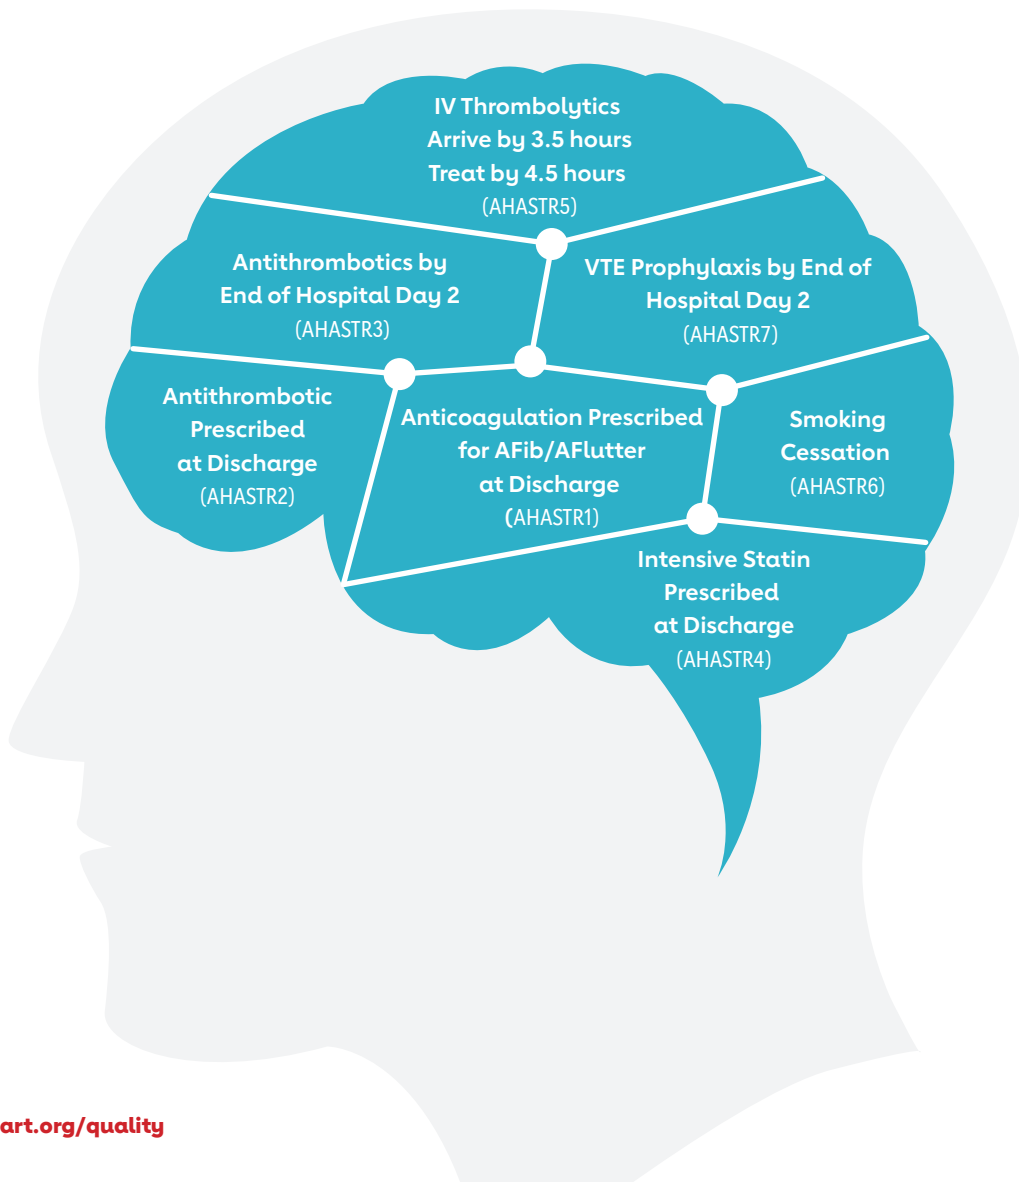 IV Thrombolytics
Arrive by 3.5 hours
Treat by 4.5 hours
(AHASTR5)
Antithrombotics by
End of Hospital Day 2
(AHASTR3)
VTE Prophylaxis by End of
Hospital Day 2
(AHASTR7)
Antithrombotic
Prescribed
at Discharge
(AHASTR2)
Anticoagulation Prescribed
for AFib/AFlutter
at Discharge
(AHASTR1)
Smoking
Cessation
(AHASTR6)
Intensive Statin
Prescribed
at Discharge
(AHASTR4)
art.org/quality